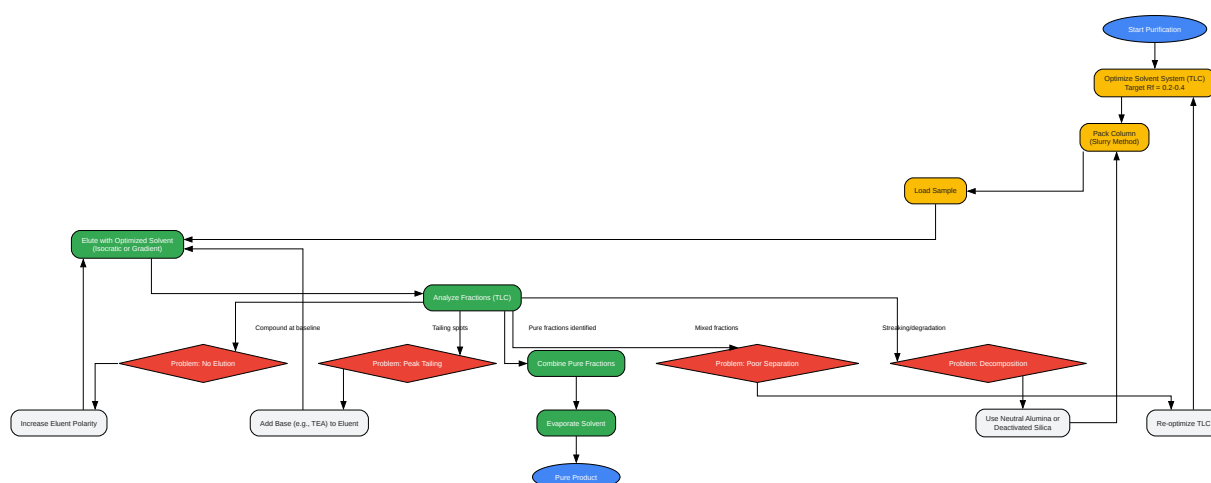 Start Purification
Optimize Solvent System (TLC)
Target Rf = 0.2-0.4
Pack Column
(Slurry Method)
Load Sample
Elute with Optimized Solvent
(Isocratic or Gradient)
Analyze Fractions (TLC)
Compound at baseline
Tailing spots
Pure fractions identified
Mixed fractions
Streaking/degradation
Problem: No Elution
Problem: Peak Tailing
Combine Pure Fractions
Problem: Poor Separation
Problem: Decomposition
Increase Eluent Polarity
Add Base (e.g., TEA) to Eluent
Evaporate Solvent
Use Neutral Alumina or
Deactivated Silica
Re-optimize TLC
Pure Product